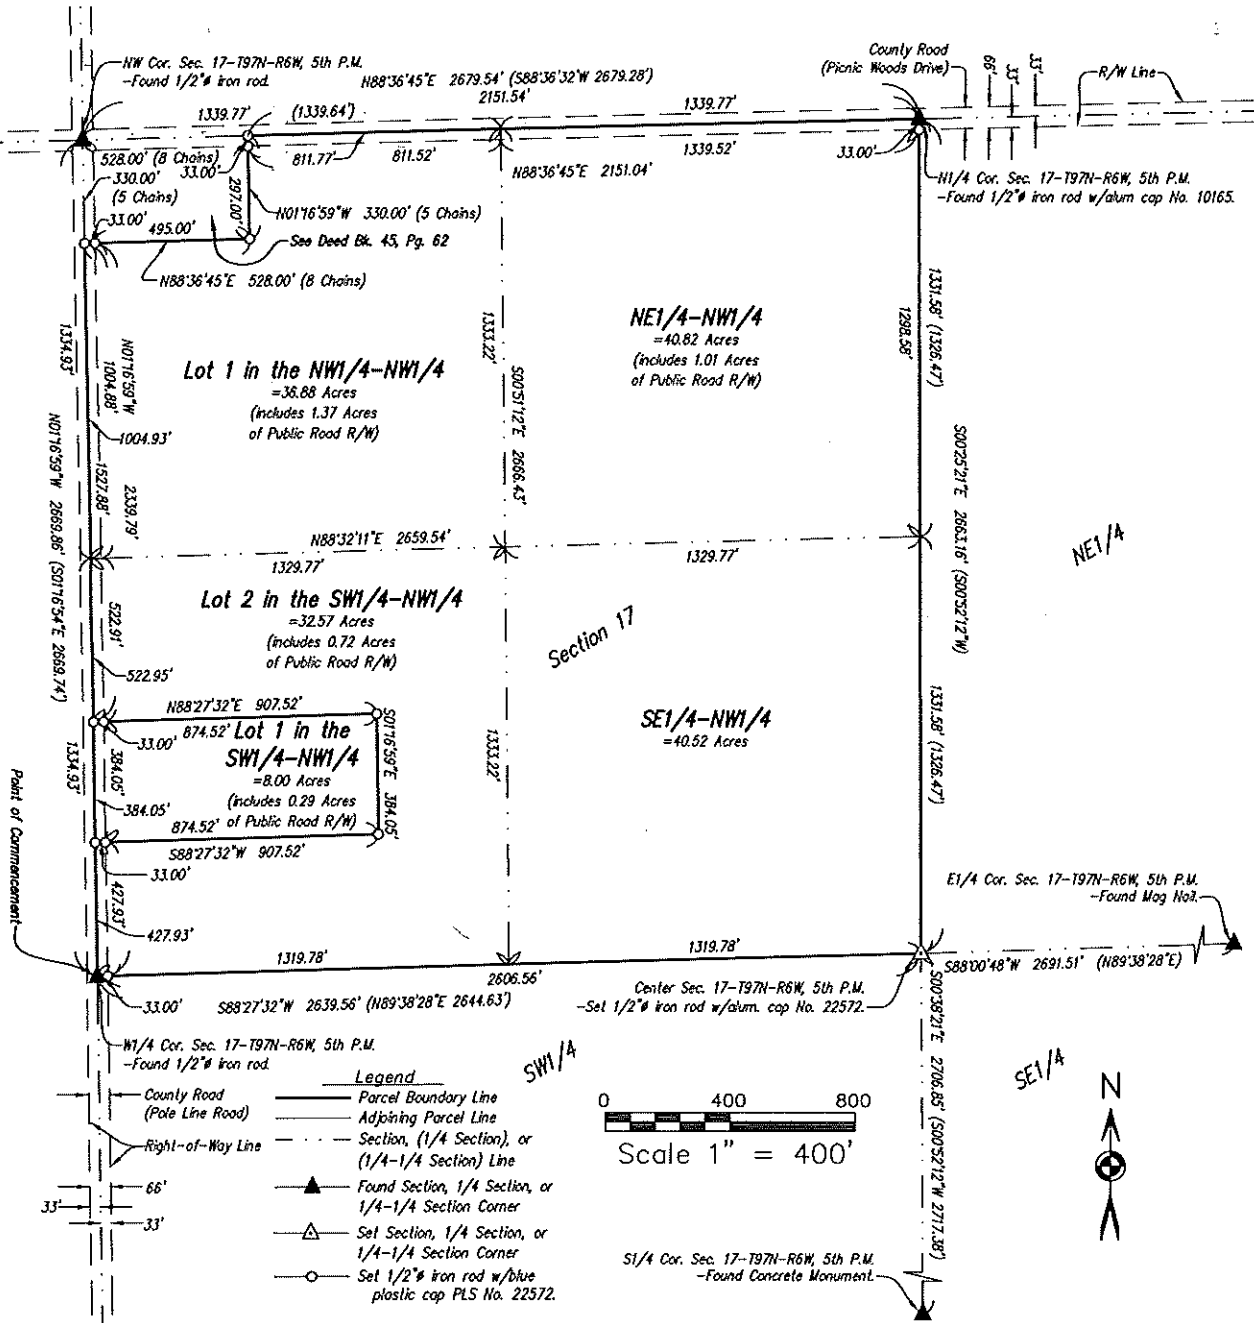 NW Cor. Sec. 17-T97N-R6W, 5th P.M.
-Found 1/2"ø iron rod.
N88°36'45"E 2679.54' (S88°36'32"W 2679.28')
2151.54'
County Road
(Picnic Woods Drive)
66'
33'
33'
R/W Line
1339.77'
(1339.64')
1339.77'
528.00' (8 Chains)
33.00'
811.77'
811.52'
1339.52'
33.00'
N88°36'45"E 2151.04'
330.00'
(5 Chains)
297.00'
N01°16'59"W 330.00' (5 Chains)
N1/4 Cor. Sec. 17-T97N-R6W, 5th P.M.
-Found 1/2"ø iron rod w/alum cap No. 10165.
33.00'
495.00'
See Deed Bk. 45, Pg. 62
N88°36'45"E 528.00' (8 Chains)
1334.93'
N01°16'59"W
1004.88'
1004.93'
Lot 1 in the NW1/4-NW1/4
=36.88 Acres
(includes 1.37 Acres
of Public Road R/W)
1333.22'
S00°51'12"E 2666.43'
NE1/4-NW1/4
=40.82 Acres
(includes 1.01 Acres
of Public Road R/W)
1298.58'
1331.58' (1326.47')
N01°16'59"W 2669.86' (S01°16'54"E 2669.74')
1527.88'
2339.79'
S00°25'21"E 2663.16' (S00°52'12"W)
NE1/4
N88°32'11"E 2659.54'
1329.77'
1329.77'
Lot 2 in the SW1/4-NW1/4
=32.57 Acres
(includes 0.72 Acres
of Public Road R/W)
522.91'
522.95'
Section 17
N88°27'32"E 907.52'
874.52'
33.00'
Lot 1 in the
SW1/4-NW1/4
=8.00 Acres
(includes 0.29 Acres
of Public Road R/W)
S01°16'59"E 384.05'
1333.22'
SE1/4-NW1/4
=40.52 Acres
1331.58' (1326.47')
1334.93'
384.05'
384.05'
874.52'
S88°27'32"W 907.52'
33.00'
Point of Commencement
427.93'
427.93'
E1/4 Cor. Sec. 17-T97N-R6W, 5th P.M.
-Found Mag Nail.
1319.78'
1319.78'
2606.56'
33.00'
S88°27'32"W 2639.56' (N89°38'28"E 2644.63')
Center Sec. 17-T97N-R6W, 5th P.M.
-Set 1/2"ø iron rod w/alum. cap No. 22572.
S88°00'48"W 2691.51' (N89°38'28"E)
W1/4 Cor. Sec. 17-T97N-R6W, 5th P.M.
-Found 1/2"ø iron rod.
SW1/4
S00°38'21"E 2706.85' (S00°52'12"W 2717.38')
SE1/4
County Road
(Pole Line Road)
Right-of-Way Line
66'
33'
33'
Legend
Parcel Boundary Line
Adjoining Parcel Line
Section, (1/4 Section), or
(1/4-1/4 Section) Line
Found Section, 1/4 Section, or
1/4-1/4 Section Corner
Set Section, 1/4 Section, or
1/4-1/4 Section Corner
Set 1/2"ø iron rod w/blue
plastic cap PLS No. 22572.
0 400 800
Scale 1" = 400'
N
S1/4 Cor. Sec. 17-T97N-R6W, 5th P.M.
-Found Concrete Monument.